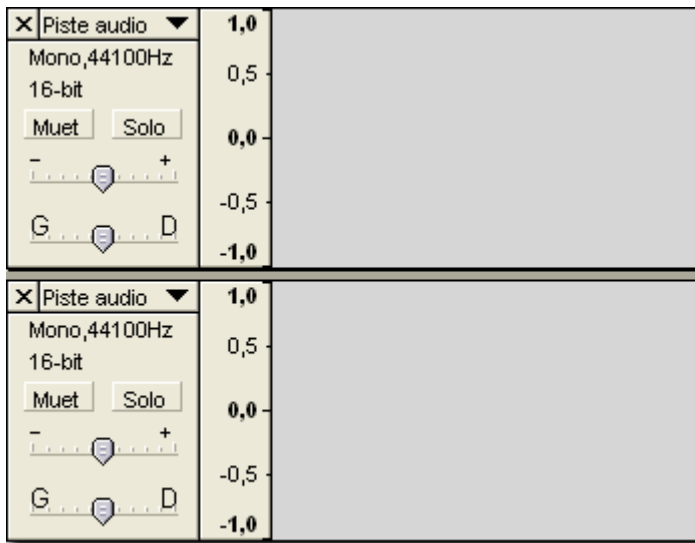 Piste audio
Mono,44100Hz
16-bit
Muet Solo
- +
G D
1,0
0,5
0,0
-0,5
-1,0
Piste audio
Mono,44100Hz
16-bit
Muet Solo
- +
G D
1,0
0,5
0,0
-0,5
-1,0